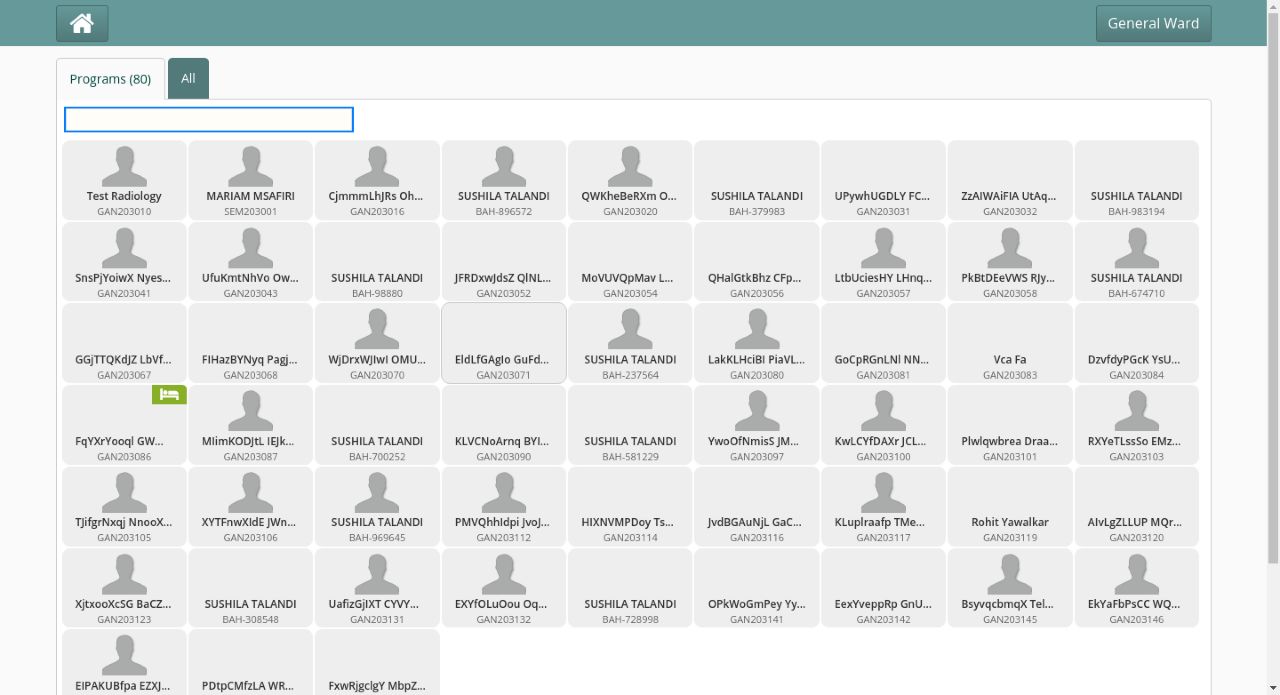 General Ward
Programs (80)
All
Test Radiology
GAN203010
MARIAM MSAFIRI
SEM203001
CjmmmLhJRs Oh...
GAN203016
SUSHILA TALANDI
BAH-896572
QWKheBeRXm O...
GAN203020
SUSHILA TALANDI
BAH-379983
UPywhUGDLY FC...
GAN203031
ZzAIWAiFIA UtAq...
GAN203032
SUSHILA TALANDI
BAH-983194
SnsPjYoiwX Nyes...
GAN203041
UfuKmtNhVo Ow...
GAN203043
SUSHILA TALANDI
BAH-98880
JFRDxwJdsZ QlNL...
GAN203052
MoVUVQpMav L...
GAN203054
QHalGtkBhz CFp...
GAN203056
LtbUciesHY LHnq...
GAN203057
PkBtDEeVWS RJy...
GAN203058
SUSHILA TALANDI
BAH-674710
GGjTTQKdJZ LbVf...
GAN203067
FIHazBYNyq Pagj...
GAN203068
WjDrxWJIwI OMU...
GAN203070
EldLfGAgIo GuFd...
GAN203071
SUSHILA TALANDI
BAH-237564
LakKLHciBI PiaVL...
GAN203080
GoCpRGnLNl NN...
GAN203081
Vca Fa
GAN203083
DzvfdyPGcK YsU...
GAN203084
FqYXrYooql GW...
GAN203086
MIimKODJtL IEJk...
GAN203087
SUSHILA TALANDI
BAH-700252
KLVCNoArnq BYI...
GAN203090
SUSHILA TALANDI
BAH-581229
YwoOfNmisS JM...
GAN203097
KwLCYfDAXr JCL...
GAN203100
Plwlqwbrea Draa...
GAN203101
RXYeTLssSo EMz...
GAN203103
TJifgrNxqj NnooX...
GAN203105
XYTFnwXIdE JWn...
GAN203106
SUSHILA TALANDI
BAH-969645
PMVQhhIdpi JvoJ...
GAN203112
HIXNVMPDoy Ts...
GAN203114
JvdBGAuNjL GaC...
GAN203116
KLuplraafp TMe...
GAN203117
Rohit Yawalkar
GAN203119
AIvLgZLLUP MQr...
GAN203120
XjtxooXcSG BaCZ...
GAN203123
SUSHILA TALANDI
BAH-308548
UafizGjIXT CYVY...
GAN203131
EXYfOLuOou Oq...
GAN203132
SUSHILA TALANDI
BAH-728998
OPkWoGmPey Yy...
GAN203141
EexYveppRp GnU...
GAN203142
BsyvqcbmqX Tel...
GAN203145
EkYaFbPsCC WQ...
GAN203146
EIPAKUBfpa EZXJ...
PDtpCMfzLA WR...
FxwRjgclgY MbpZ...